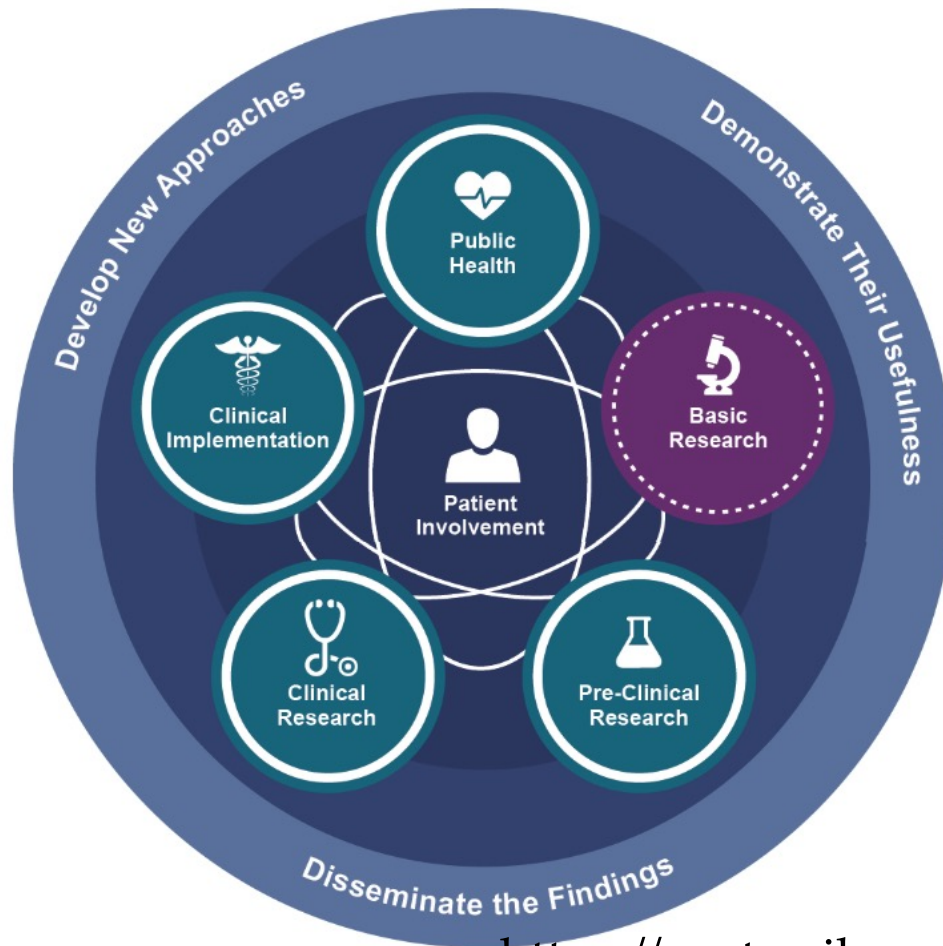 Develop New Approaches
Demonstrate Their Usefulness
Public
Health
Clinical
Implementation
Basic
Research
Patient
Involvement
Clinical
Research
Pre-Clinical
Research
Disseminate the Findings